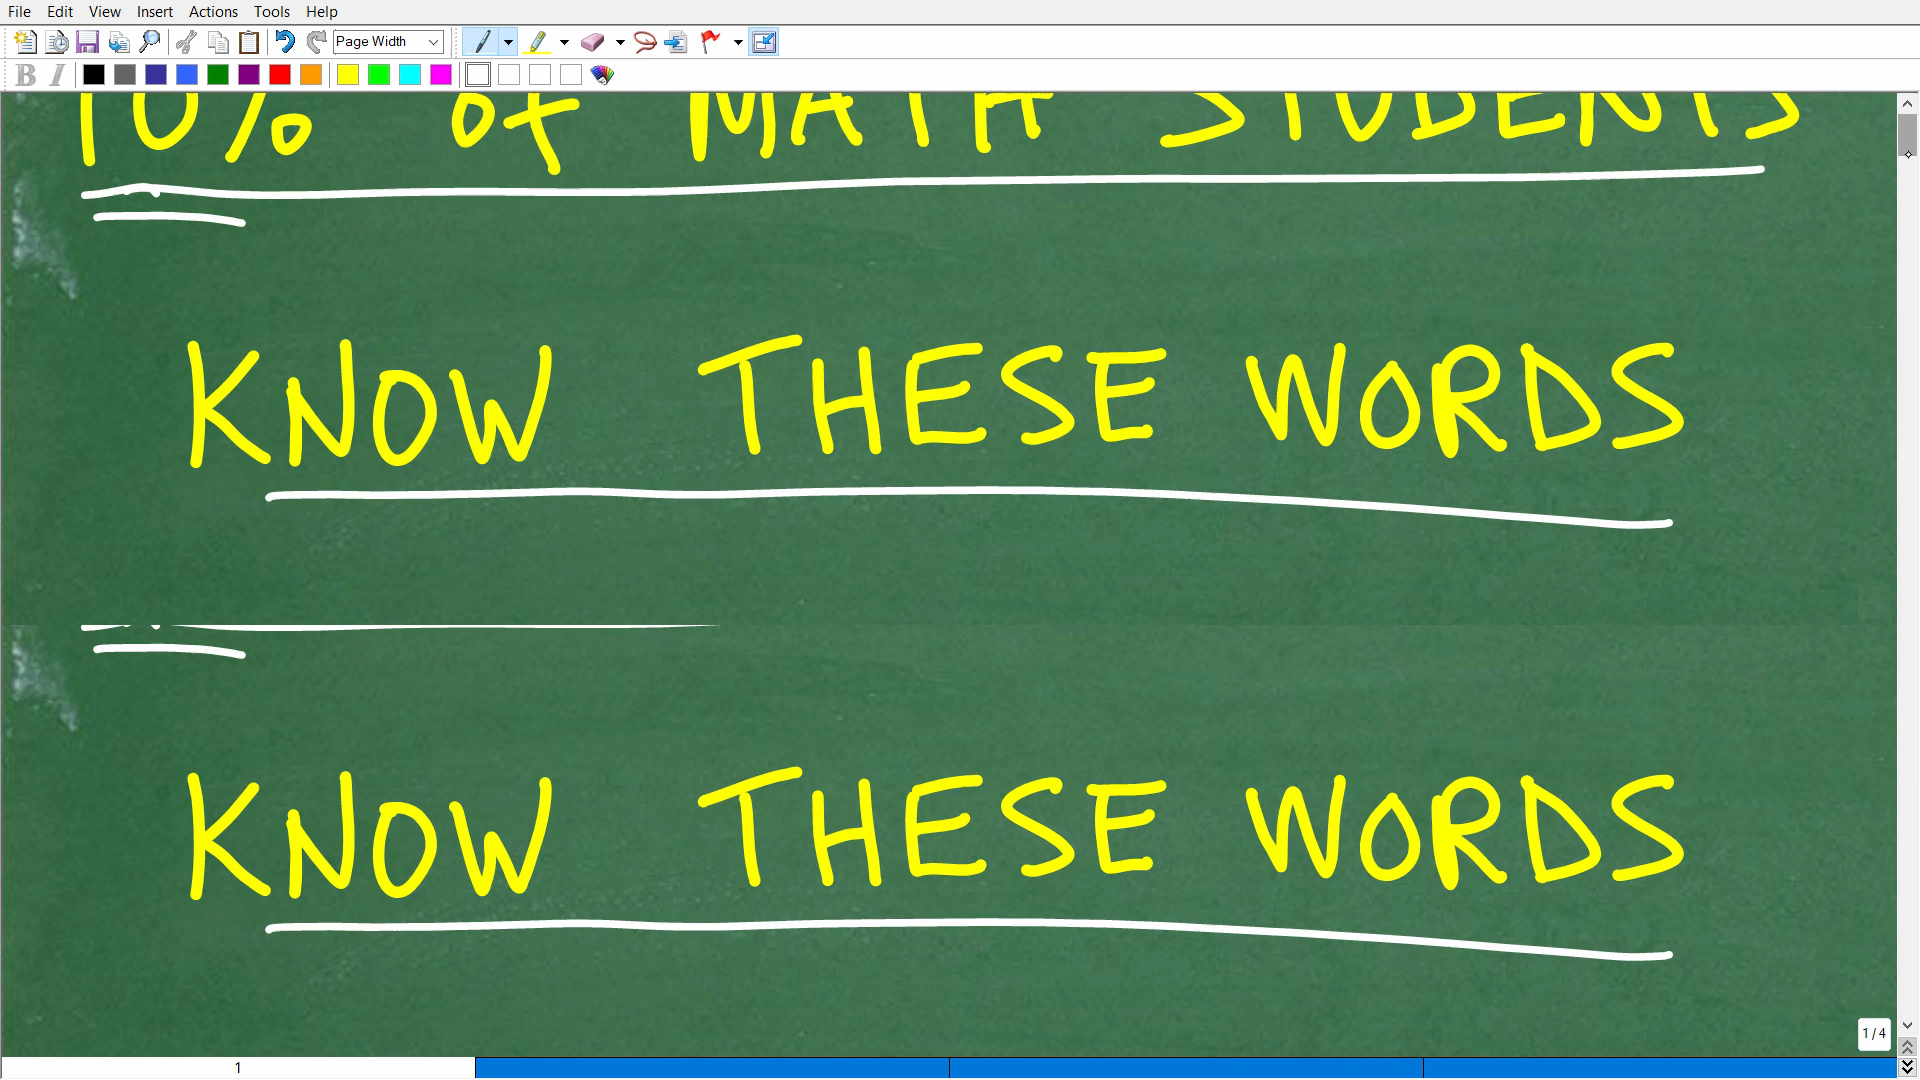 File Edit View Insert Actions Tools Help
Page Width
B I
10% of MATH STUDENTS
KNOW THESE WORDS
KNOW THESE WORDS
1 / 4
1